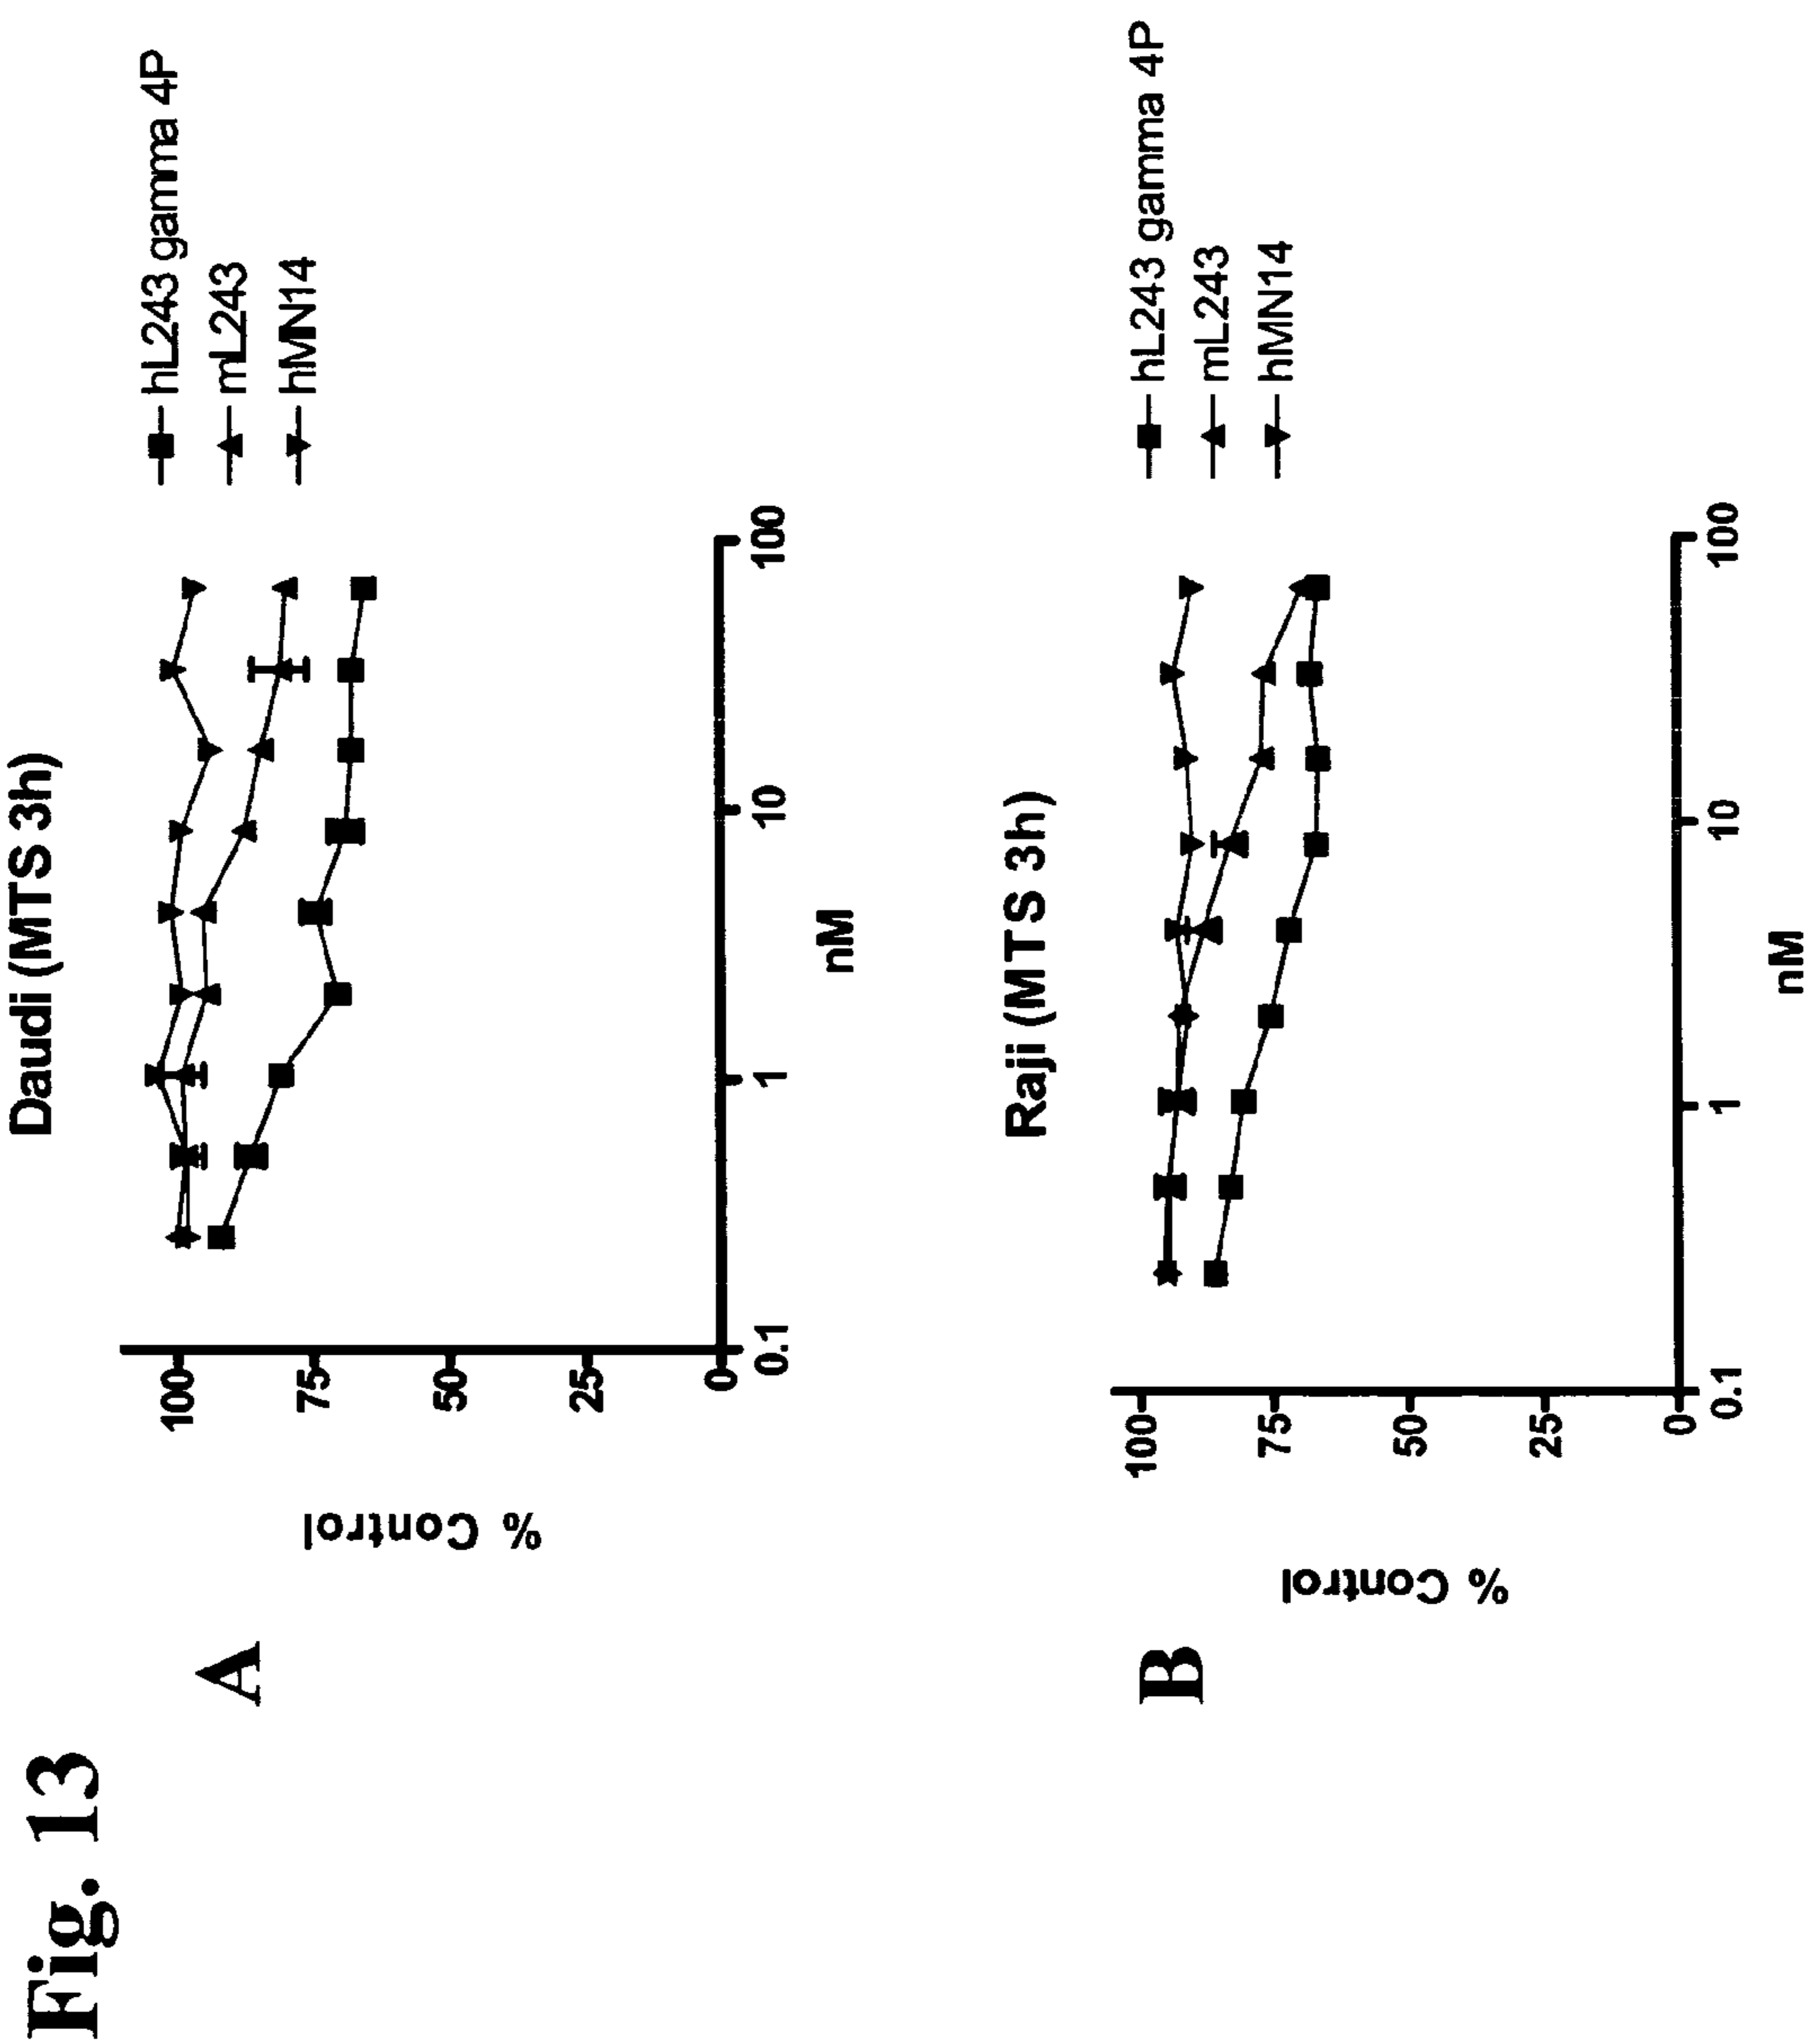 Fig. 13
A
Daudi (MTS 3h)
% Control
100
75
50
25
0
0.1
1
10
100
nM
hL243 gamma 4P
mL243
hMN14
B
Raji (MTS 3h)
% Control
100
75
50
25
0
0.1
1
10
100
nM
hL243 gamma 4P
mL243
hMN14